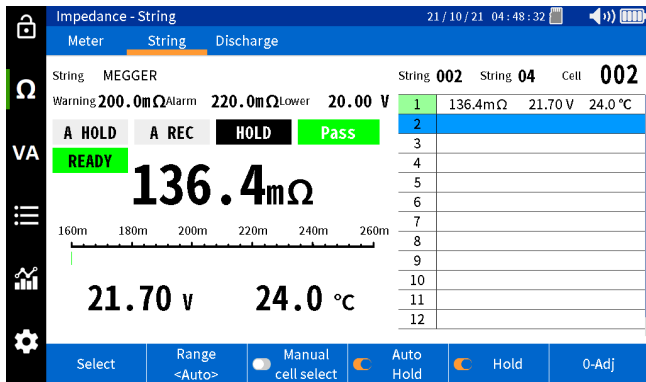 Impedance - String
21/10/21 04:48:32
Meter String Discharge
String MEGGER
String 002 String 04 Cell 002
Warning 200.0mΩ Alarm 220.0mΩ Lower 20.00 V
A HOLD A REC HOLD Pass
READY
136.4mΩ
160m 180m 200m 220m 240m 260m
21.70 V 24.0 °C
1 136.4mΩ 21.70 V 24.0 °C
2
3
4
5
6
7
8
9
10
11
12
Ω
VA
Select
Range
<Auto>
Manual
cell select
Auto
Hold
Hold
0-Adj